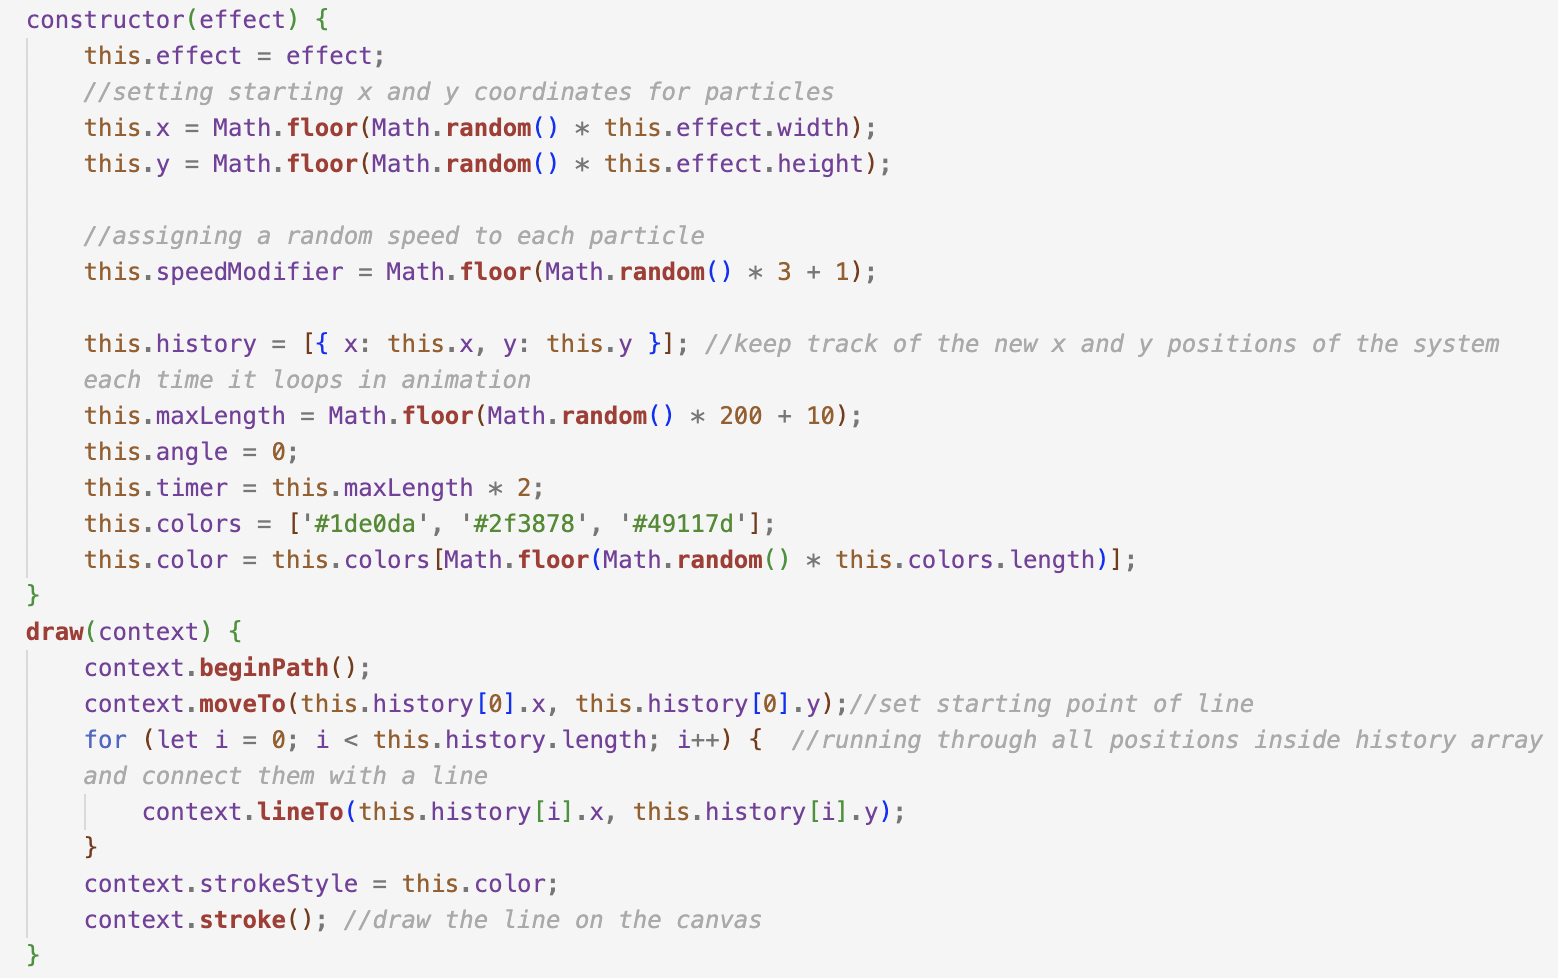 constructor(effect) {
this.effect = effect;
//setting starting x and y coordinates for particles
this.x = Math.floor(Math.random() * this.effect.width);
this.y = Math.floor(Math.random() * this.effect.height);
//assigning a random speed to each particle
this.speedModifier = Math.floor(Math.random() * 3 + 1);
this.history = [{ x: this.x, y: this.y }]; //keep track of the new x and y positions of the system
each time it loops in animation
this.maxLength = Math.floor(Math.random() * 200 + 10);
this.angle = 0;
this.timer = this.maxLength * 2;
this.colors = ['#1de0da', '#2f3878', '#49117d'];
this.color = this.colors[Math.floor(Math.random() * this.colors.length)];
}
draw(context) {
context.beginPath();
context.moveTo(this.history[0].x, this.history[0].y);//set starting point of line
for (let i = 0; i < this.history.length; i++) {  //running through all positions inside history array
and connect them with a line
context.lineTo(this.history[i].x, this.history[i].y);
}
context.strokeStyle = this.color;
context.stroke(); //draw the line on the canvas
}